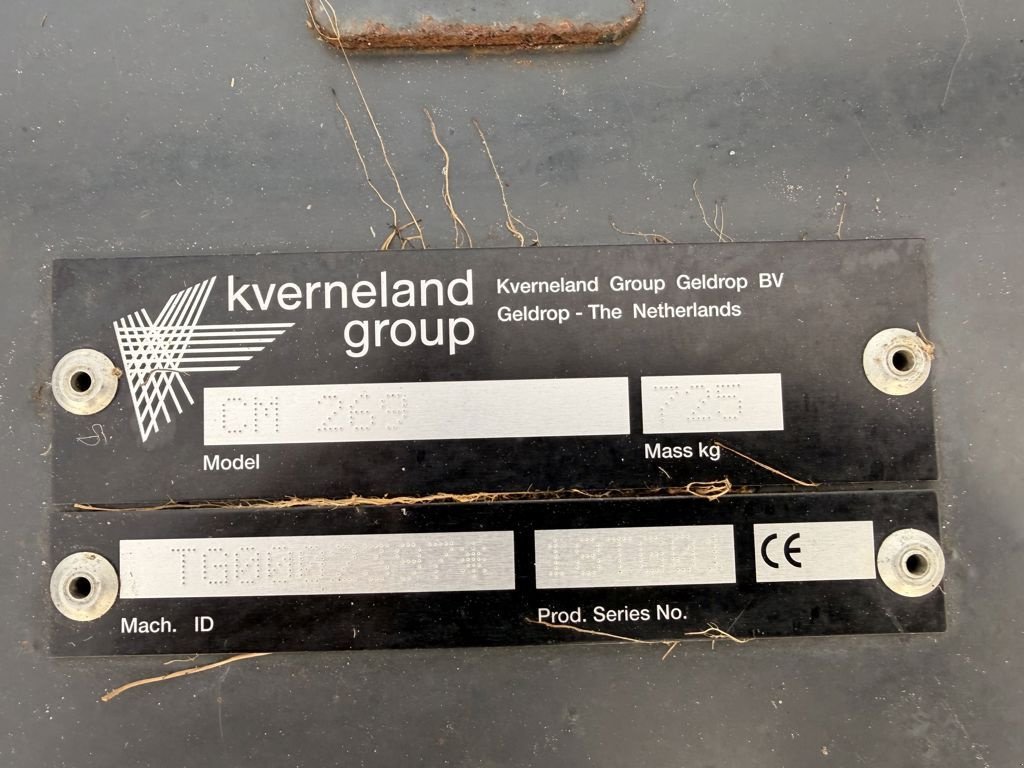 kverneland
group
Kverneland Group Geldrop BV
Geldrop - The Netherlands
CM 269
725
Model
Mass kg
CE
Mach. ID
Prod. Series No.